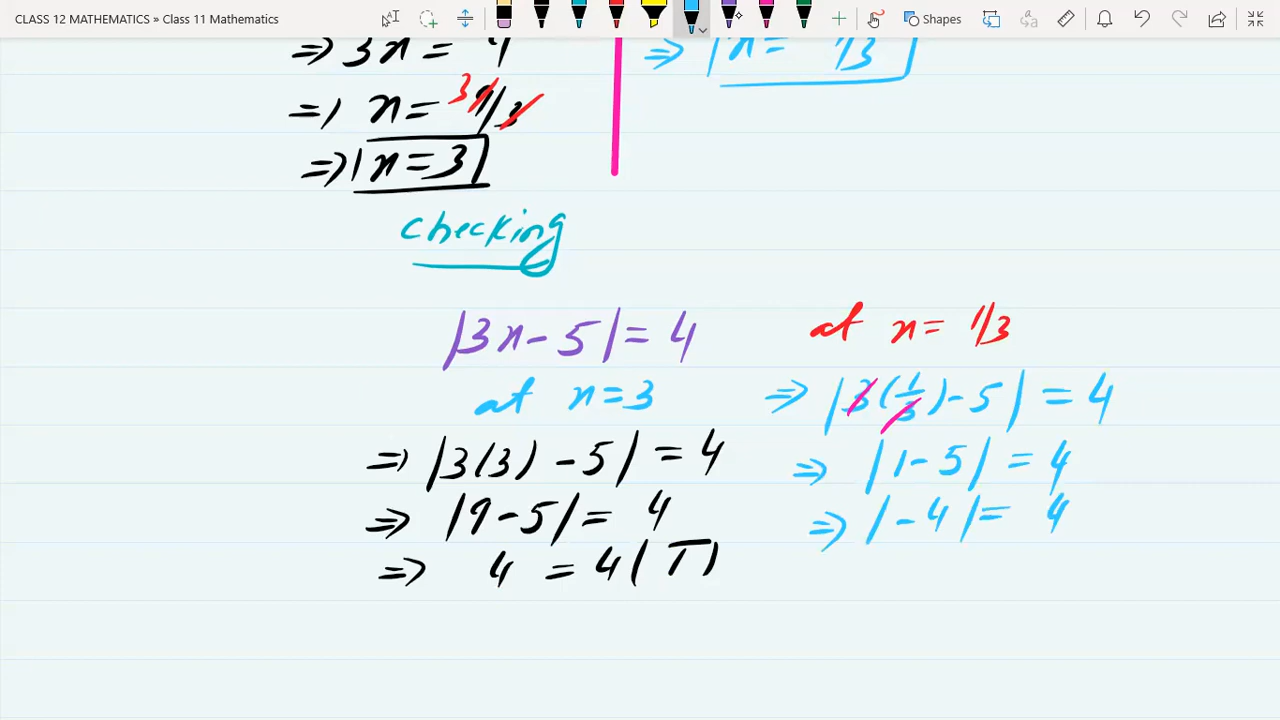 CLASS 12 MATHEMATICS » Class 11 Mathematics
Shapes
=> 3x = 4
=> x = 3 9/3
=> x = 3
=> x = 1/3
checking
|3x - 5| = 4
at x = 3
=> |3(3) - 5| = 4
=> |9 - 5| = 4
=> 4 = 4 (T)
at x = 1/3
=> |3(1/3) - 5| = 4
=> |1 - 5| = 4
=> |-4| = 4